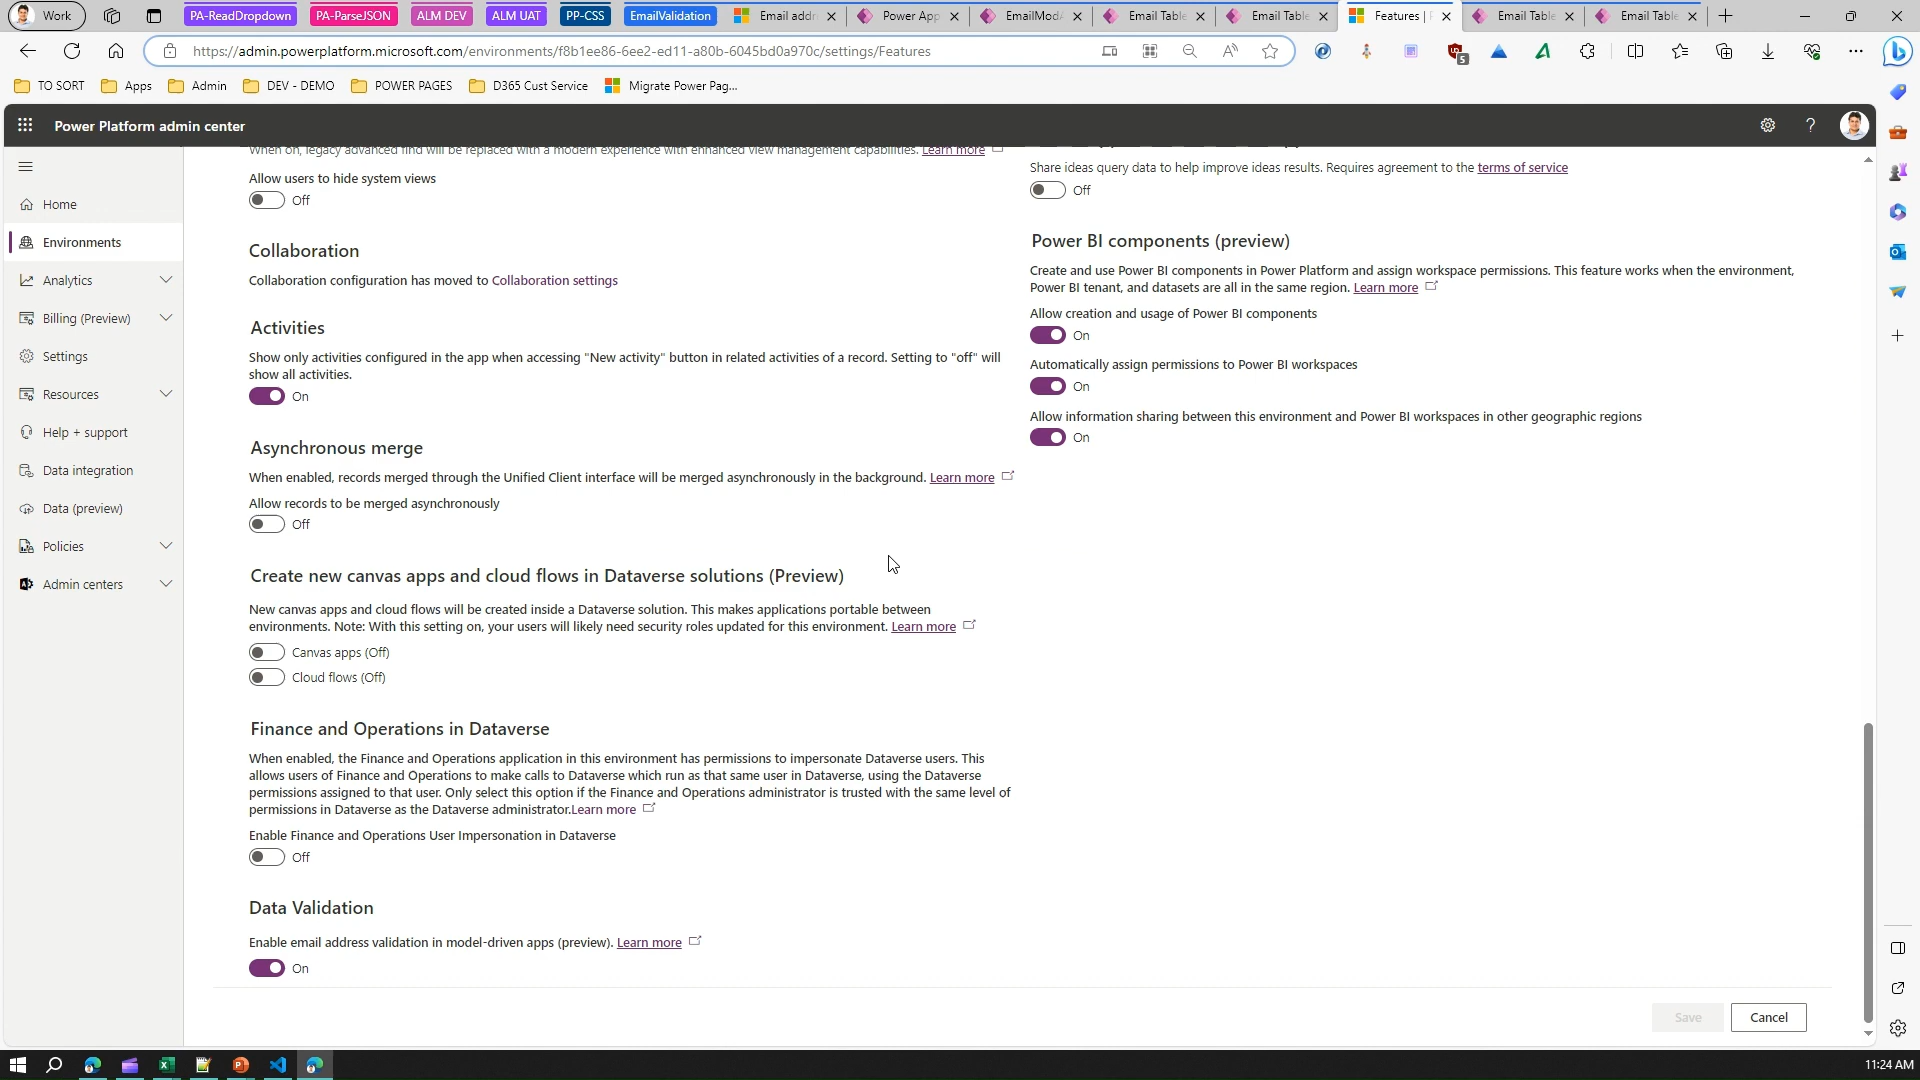 Work
PA-ReadDropdown
PA-ParseJSON
ALM DEV
ALM UAT
PP-CSS
EmailValidation
Email addr
Power App
EmailMod
Email Table
Email Table
Features |
Email Table
Email Table
https://admin.powerplatform.microsoft.com/environments/f8b1ee86-6ee2-ed11-a80b-6045bd0a970c/settings/Features
5
TO SORT
Apps
Admin
DEV - DEMO
POWER PAGES
D365 Cust Service
Migrate Power Pag...
Power Platform admin center
Home
Environments
Analytics
Billing (Preview)
Settings
Resources
Help + support
Data integration
Data (preview)
Policies
Admin centers
When on, legacy advanced find will be replaced with a modern experience with enhanced view management capabilities. Learn more
Allow users to hide system views
Off
Collaboration
Collaboration configuration has moved to Collaboration settings
Activities
Show only activities configured in the app when accessing "New activity" button in related activities of a record. Setting to "off" will
show all activities.
On
Asynchronous merge
When enabled, records merged through the Unified Client interface will be merged asynchronously in the background. Learn more
Allow records to be merged asynchronously
Off
Create new canvas apps and cloud flows in Dataverse solutions (Preview)
New canvas apps and cloud flows will be created inside a Dataverse solution. This makes applications portable between
environments. Note: With this setting on, your users will likely need security roles updated for this environment. Learn more
Canvas apps (Off)
Cloud flows (Off)
Finance and Operations in Dataverse
When enabled, the Finance and Operations application in this environment has permissions to impersonate Dataverse users. This
allows users of Finance and Operations to make calls to Dataverse which run as that same user in Dataverse, using the Dataverse
permissions assigned to that user. Only select this option if the Finance and Operations administrator is trusted with the same level of
permissions in Dataverse as the Dataverse administrator.Learn more
Enable Finance and Operations User Impersonation in Dataverse
Off
Data Validation
Enable email address validation in model-driven apps (preview). Learn more
On
Share ideas query data to help improve ideas results. Requires agreement to the terms of service
Off
Power BI components (preview)
Create and use Power BI components in Power Platform and assign workspace permissions. This feature works when the environment,
Power BI tenant, and datasets are all in the same region. Learn more
Allow creation and usage of Power BI components
On
Automatically assign permissions to Power BI workspaces
On
Allow information sharing between this environment and Power BI workspaces in other geographic regions
On
Save
Cancel
11:24 AM